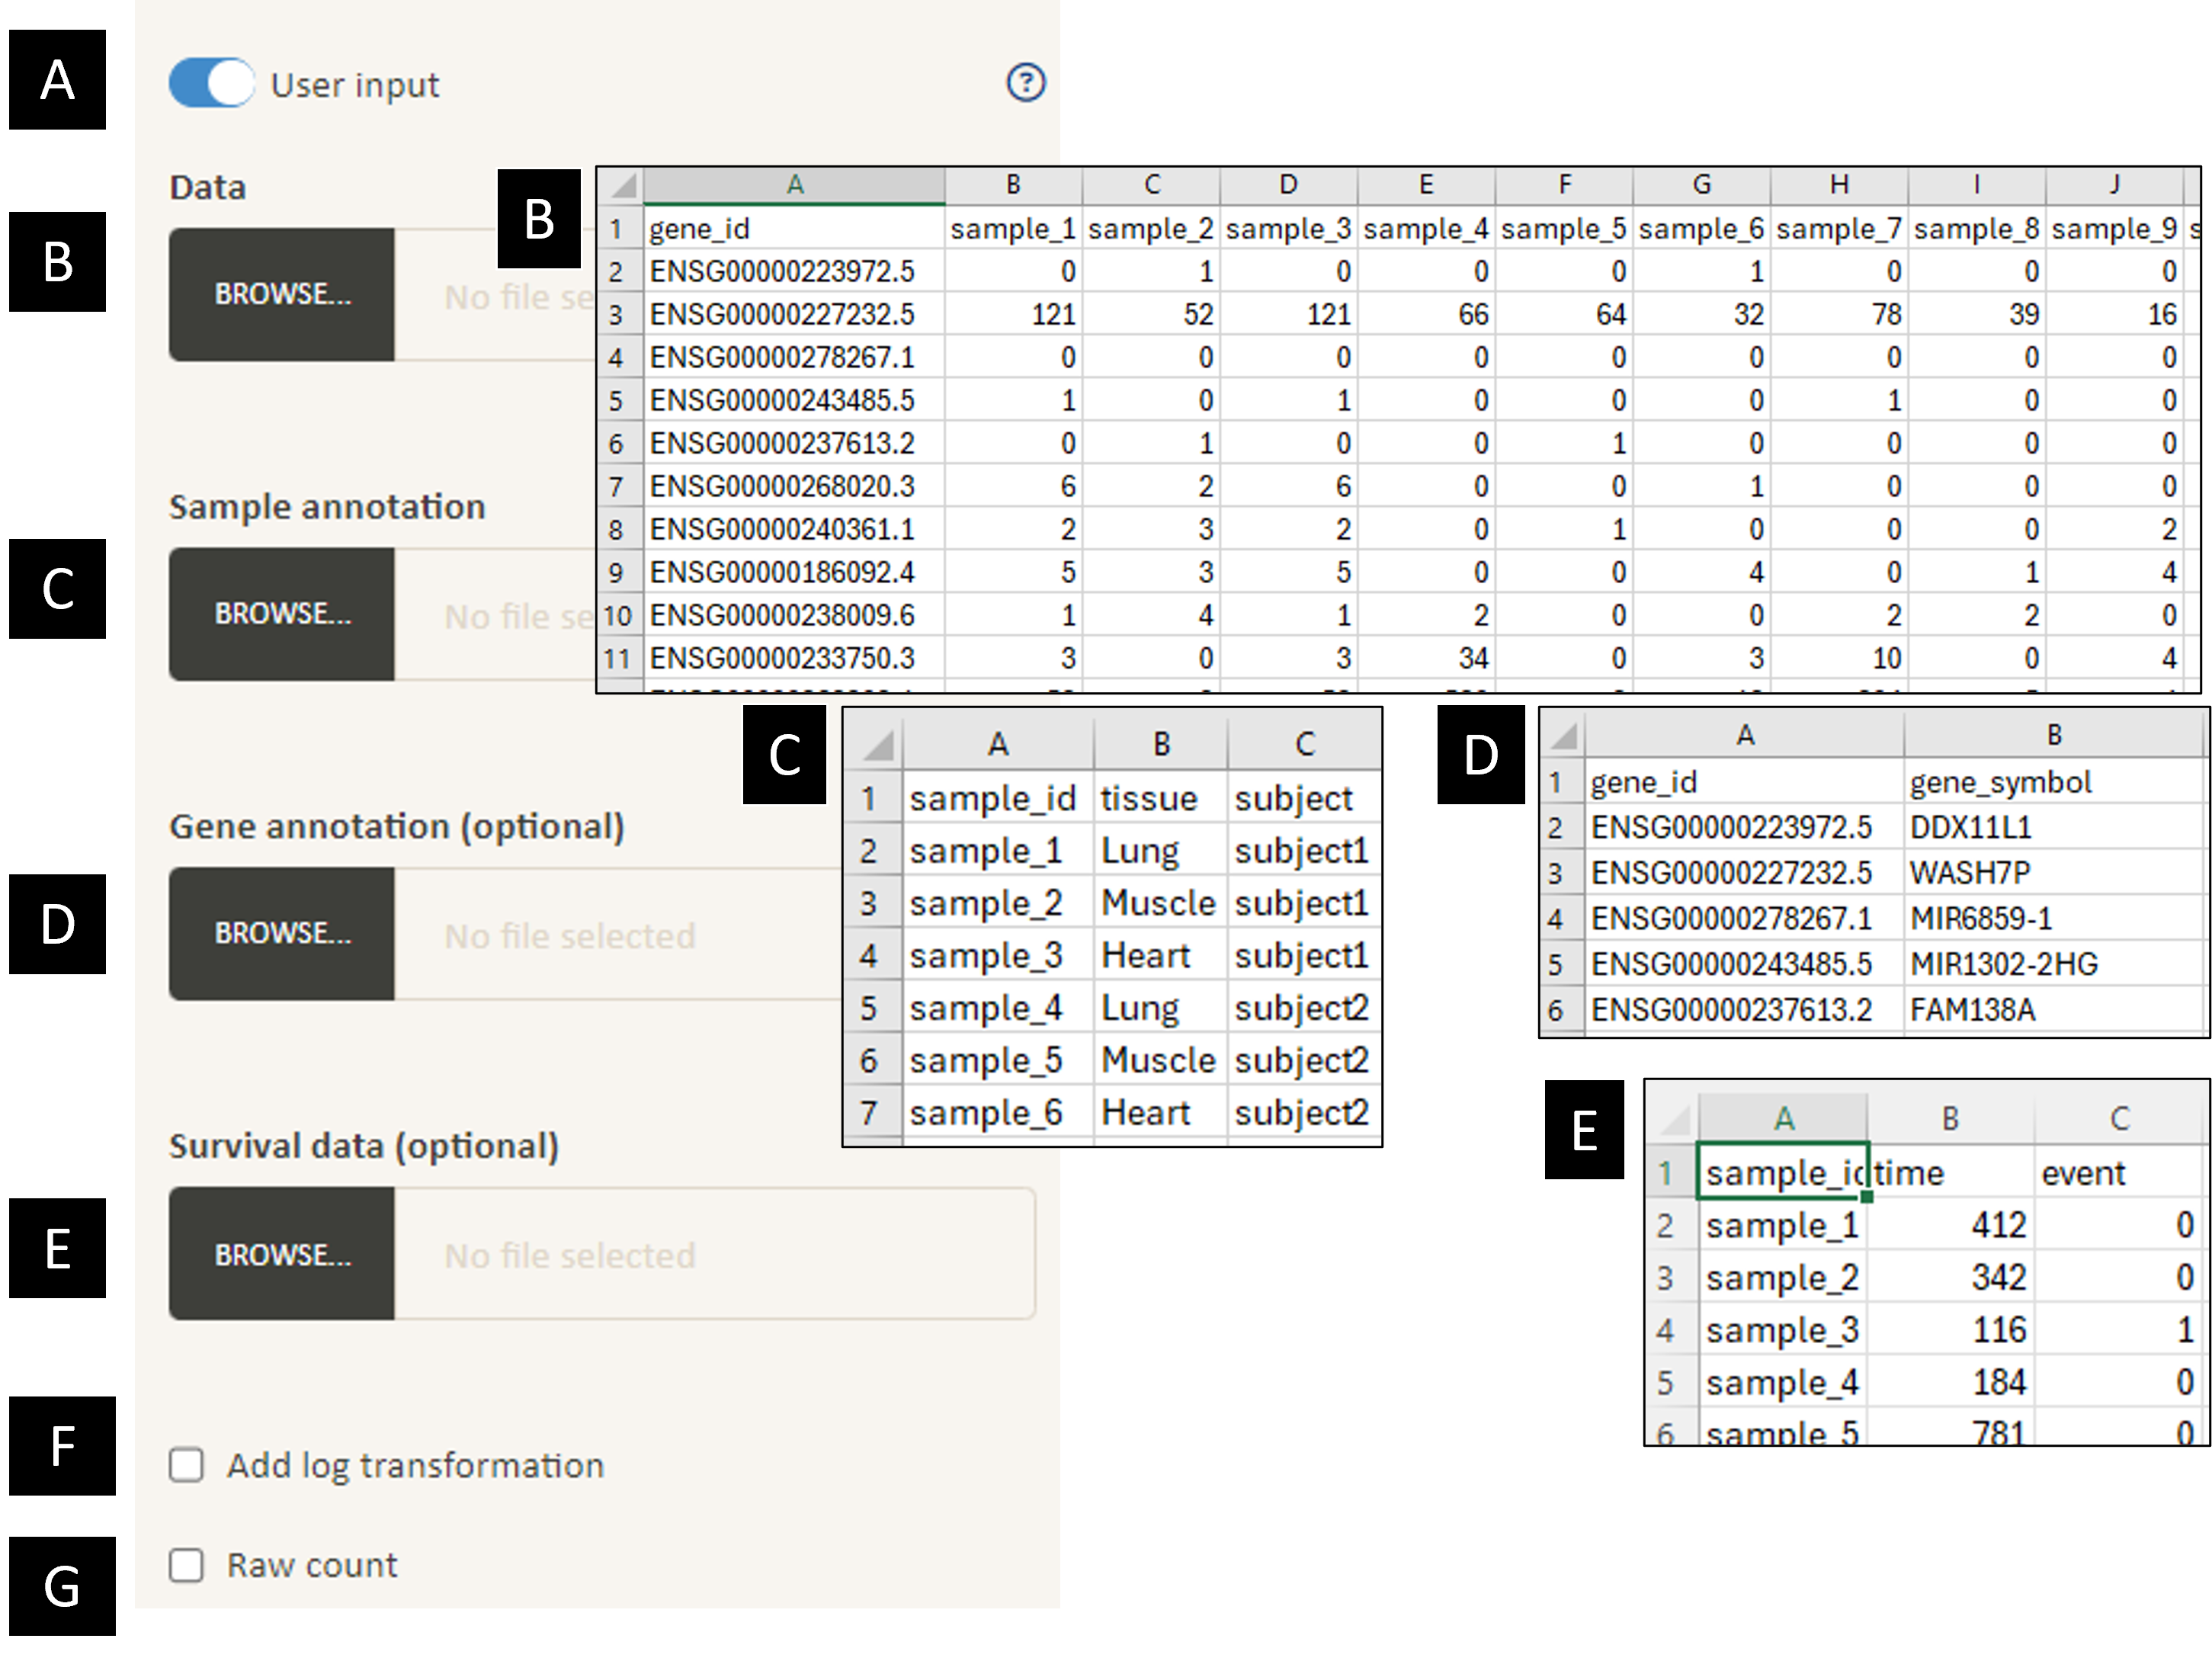 A
User input
?
Data
B
BROWSE...
No file se
Sample annotation
C
BROWSE...
No file se
Gene annotation (optional)
D
BROWSE...
No file selected
Survival data (optional)
E
BROWSE...
No file selected
F
Add log transformation
G
Raw count
B
A B C D E F G H I J
1 gene_id sample_1 sample_2 sample_3 sample_4 sample_5 sample_6 sample_7 sample_8 sample_9 s
2 ENSG00000223972.5 0 1 0 0 0 1 0 0 0
3 ENSG00000227232.5 121 52 121 66 64 32 78 39 16
4 ENSG00000278267.1 0 0 0 0 0 0 0 0 0
5 ENSG00000243485.5 1 0 1 0 0 0 1 0 0
6 ENSG00000237613.2 0 1 0 0 1 0 0 0 0
7 ENSG00000268020.3 6 2 6 0 0 1 0 0 0
8 ENSG00000240361.1 2 3 2 0 1 0 0 0 2
9 ENSG00000186092.4 5 3 5 0 0 4 0 1 4
10 ENSG00000238009.6 1 4 1 2 0 0 2 2 0
11 ENSG00000233750.3 3 0 3 34 0 3 10 0 4
C
A B C
1 sample_id tissue subject
2 sample_1 Lung subject1
3 sample_2 Muscle subject1
4 sample_3 Heart subject1
5 sample_4 Lung subject2
6 sample_5 Muscle subject2
7 sample_6 Heart subject2
D
A B
1 gene_id gene_symbol
2 ENSG00000223972.5 DDX11L1
3 ENSG00000227232.5 WASH7P
4 ENSG00000278267.1 MIR6859-1
5 ENSG00000243485.5 MIR1302-2HG
6 ENSG00000237613.2 FAM138A
E
A B C
1 sample_id time event
2 sample_1 412 0
3 sample_2 342 0
4 sample_3 116 1
5 sample_4 184 0
6 sample_5 781 0